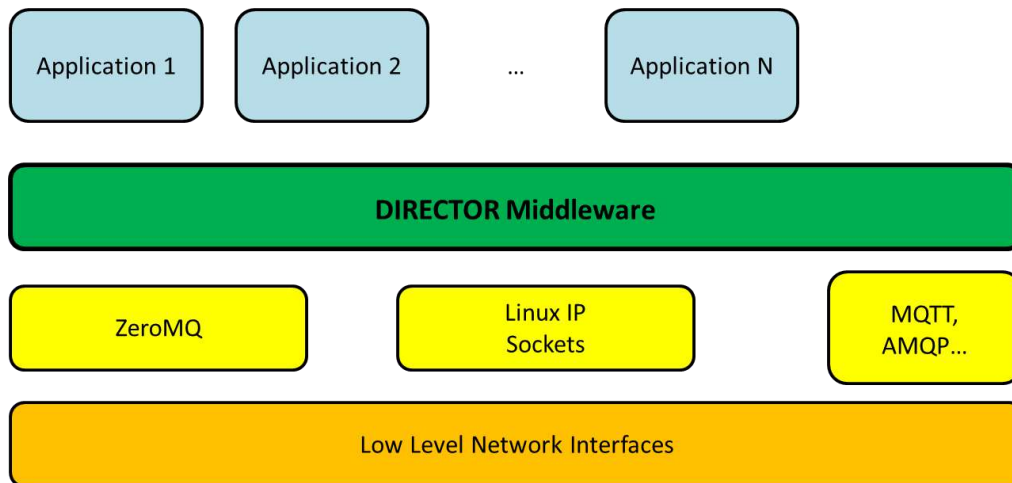 Application 1
Application 2
...
Application N
DIRECTOR Middleware
ZeroMQ
Linux IP
Sockets
MQTT,
AMQP...
Low Level Network Interfaces